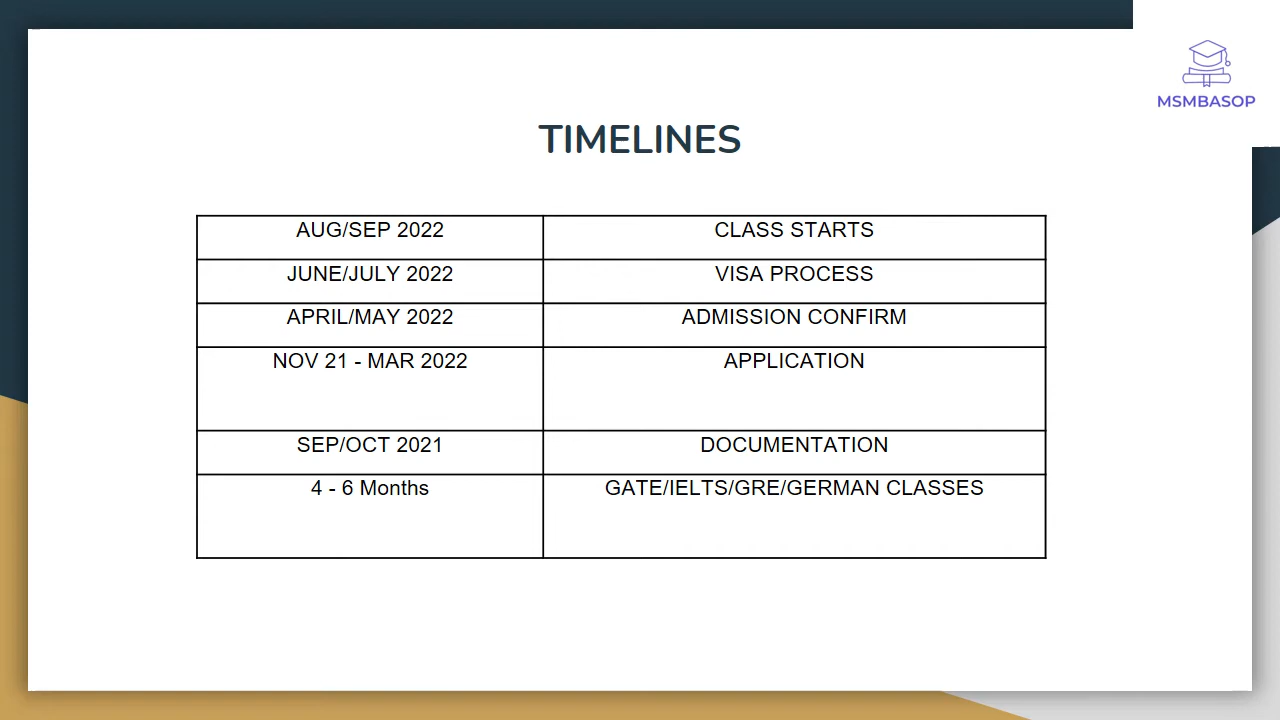 MSMBASOP
TIMELINES
AUG/SEP 2022 CLASS STARTS
JUNE/JULY 2022 VISA PROCESS
APRIL/MAY 2022 ADMISSION CONFIRM
NOV 21 - MAR 2022 APPLICATION
SEP/OCT 2021 DOCUMENTATION
4 - 6 Months GATE/IELTS/GRE/GERMAN CLASSES